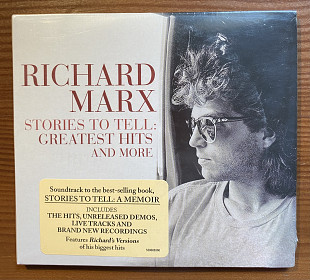 RICHARD
MARX
STORIES TO TELL:
GREATEST HITS
AND MORE
Soundtrack to the best-selling book,
STORIES TO TELL: A MEMOIR
INCLUDES
THE HITS, UNRELEASED DEMOS,
LIVE TRACKS AND
BRAND NEW RECORDINGS
Features Richard's Versions
of his biggest hits